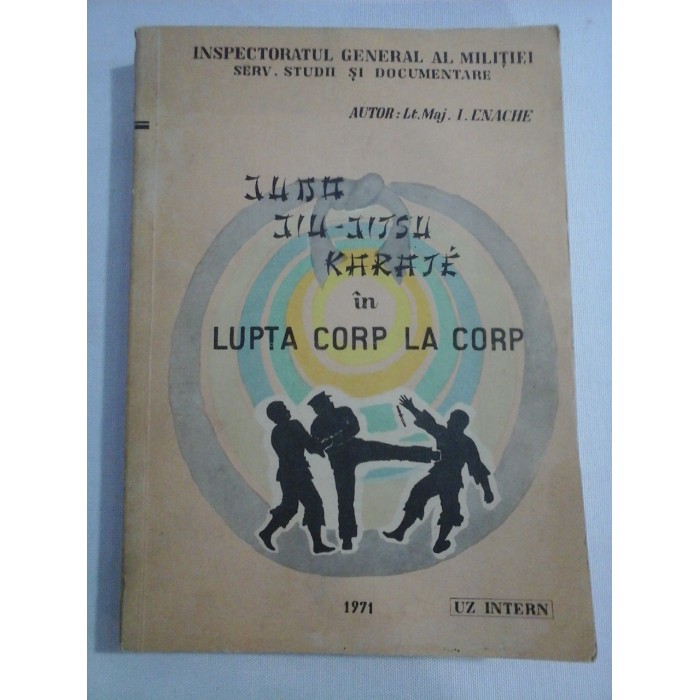 INSPECTORATUL GENERAL AL MILIȚIEI
SERV. STUDII ȘI DOCUMENTARE
AUTOR: Lt. Maj. I. ENACHE
JUDO
JIU-JITSU
KARATÉ
în
LUPTA CORP LA CORP
1971
UZ INTERN